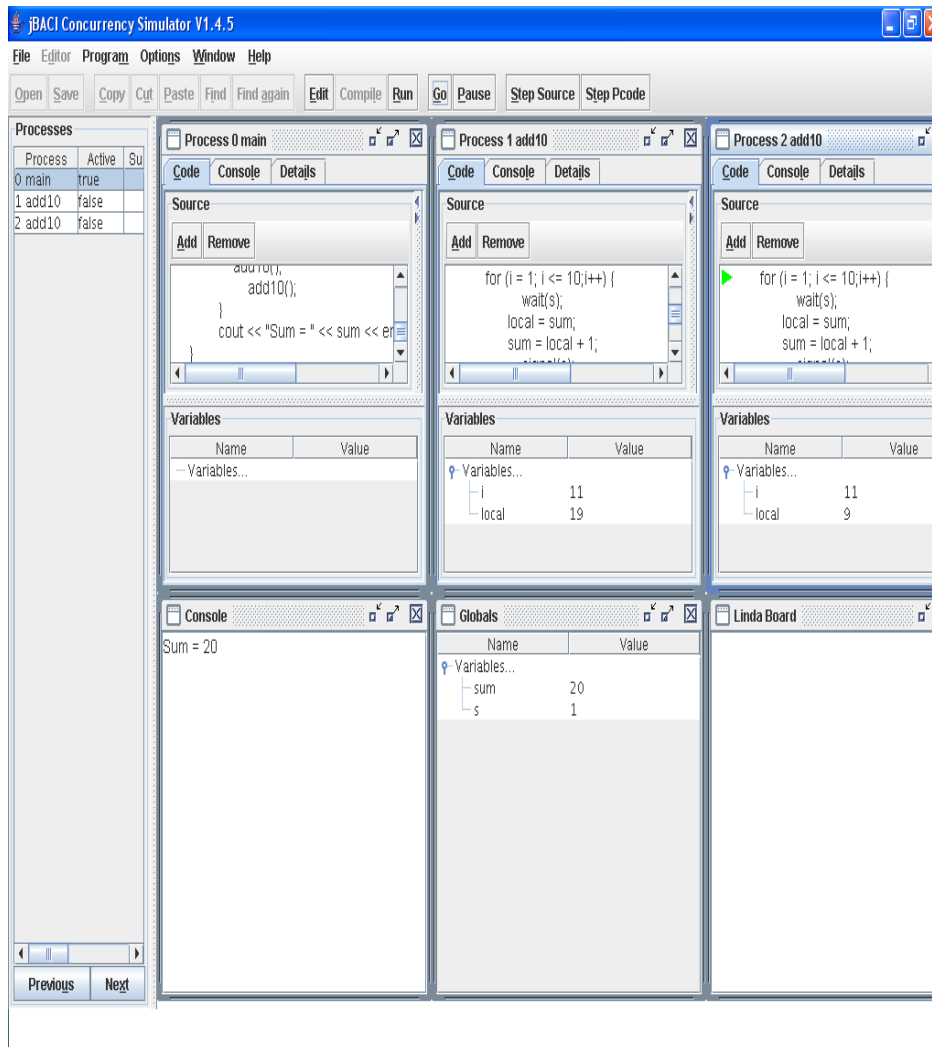 jBACI Concurrency Simulator V1.4.5
File Editor Program Options Window Help
Open Save Copy Cut Paste Find Find again Edit Compile Run Go Pause Step Source Step Pcode
Processes
Process Active Su
0 main true
1 add10 false
2 add10 false
Previous Next
Process 0 main
Code Console Details
Source
Add Remove
add10();
add10();
}
cout << "Sum = " << sum << er
}
Variables
Name Value
Variables...
Process 1 add10
Code Console Details
Source
Add Remove
for (i = 1; i <= 10;i++) {
wait(s);
local = sum;
sum = local + 1;
signal(s);
Variables
Name Value
Variables...
i 11
local 19
Process 2 add10
Code Console Details
Source
Add Remove
for (i = 1; i <= 10;i++) {
wait(s);
local = sum;
sum = local + 1;
signal(s);
Variables
Name Value
Variables...
i 11
local 9
Console
Sum = 20
Globals
Name Value
Variables...
sum 20
s 1
Linda Board